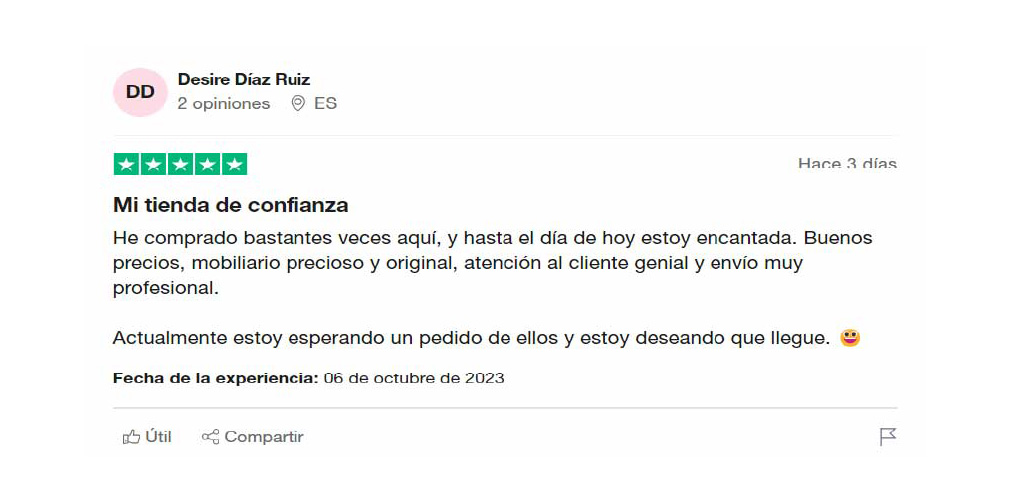 DD
Desire Díaz Ruiz
2 opiniones ES
Hace 3 días
Mi tienda de confianza
He comprado bastantes veces aquí, y hasta el día de hoy estoy encantada. Buenos
precios, mobiliario precioso y original, atención al cliente genial y envío muy
profesional.
Actualmente estoy esperando un pedido de ellos y estoy deseando que llegue. 😀
Fecha de la experiencia: 06 de octubre de 2023
Útil Compartir